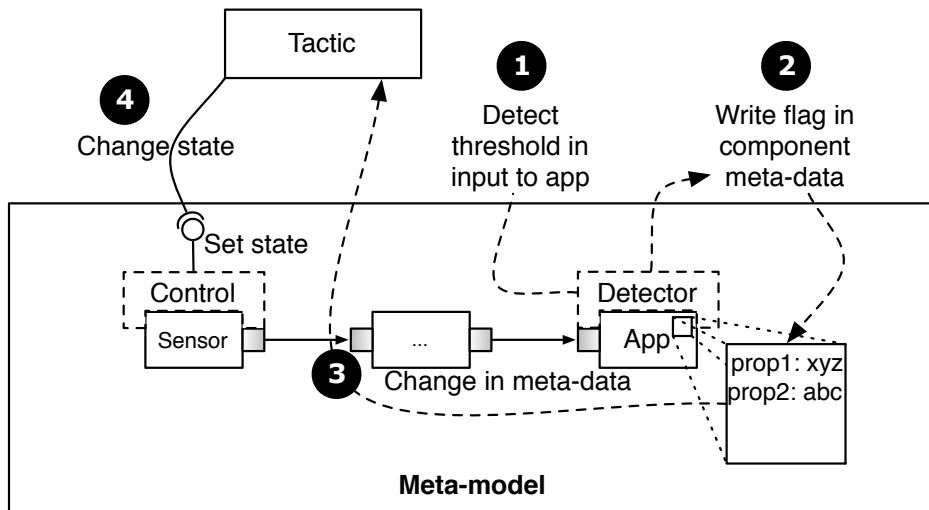 Tactic
1
2
4
Detect
threshold in
input to app
Write flag in
component
meta-data
Change state
Set state
Control
Detector
Sensor
...
App
prop1: xyz
prop2: abc
3
Change in meta-data
Meta-model